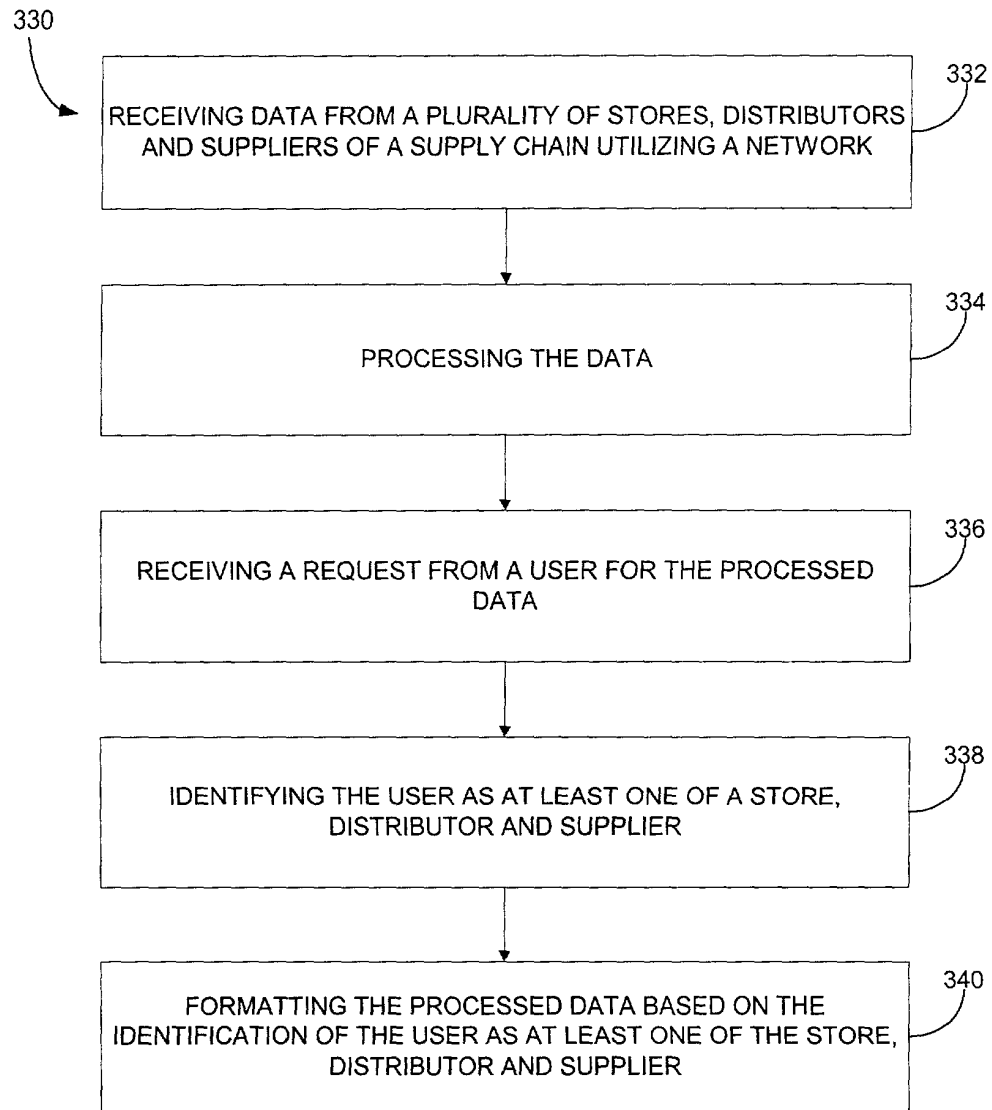 330
RECEIVING DATA FROM A PLURALITY OF STORES, DISTRIBUTORS
AND SUPPLIERS OF A SUPPLY CHAIN UTILIZING A NETWORK
332
PROCESSING THE DATA
334
RECEIVING A REQUEST FROM A USER FOR THE PROCESSED
DATA
336
IDENTIFYING THE USER AS AT LEAST ONE OF A STORE,
DISTRIBUTOR AND SUPPLIER
338
FORMATTING THE PROCESSED DATA BASED ON THE
IDENTIFICATION OF THE USER AS AT LEAST ONE OF THE STORE,
DISTRIBUTOR AND SUPPLIER
340